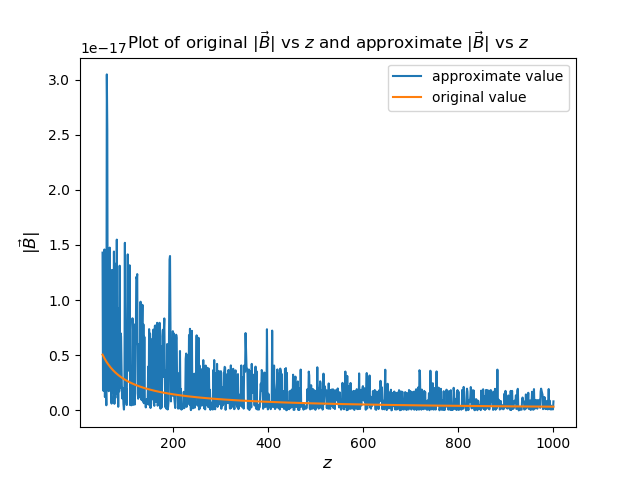 Plot of original |B⃗| vs z and approximate |B⃗| vs z
1e−17
approximate value
original value
3.0
2.5
2.0
1.5
1.0
0.5
0.0
|B⃗|
200 400 600 800 1000
z